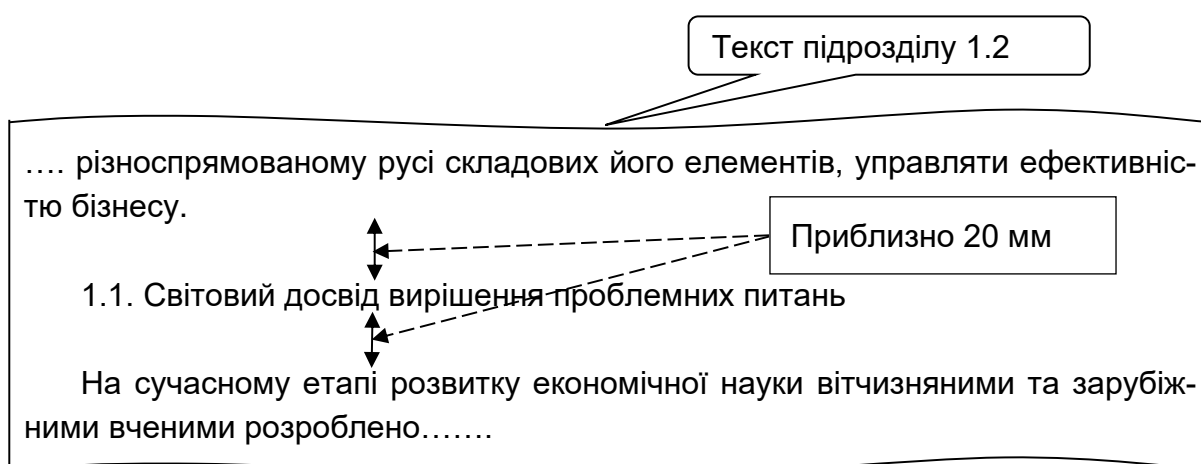 Текст підрозділу 1.2
…. різноспрямованому русі складових його елементів, управляти ефективніс-
тю бізнесу.
Приблизно 20 мм
1.1. Світовий досвід вирішення проблемних питань
На сучасному етапі розвитку економічної науки вітчизняними та зарубіж-
ними вченими розроблено…….